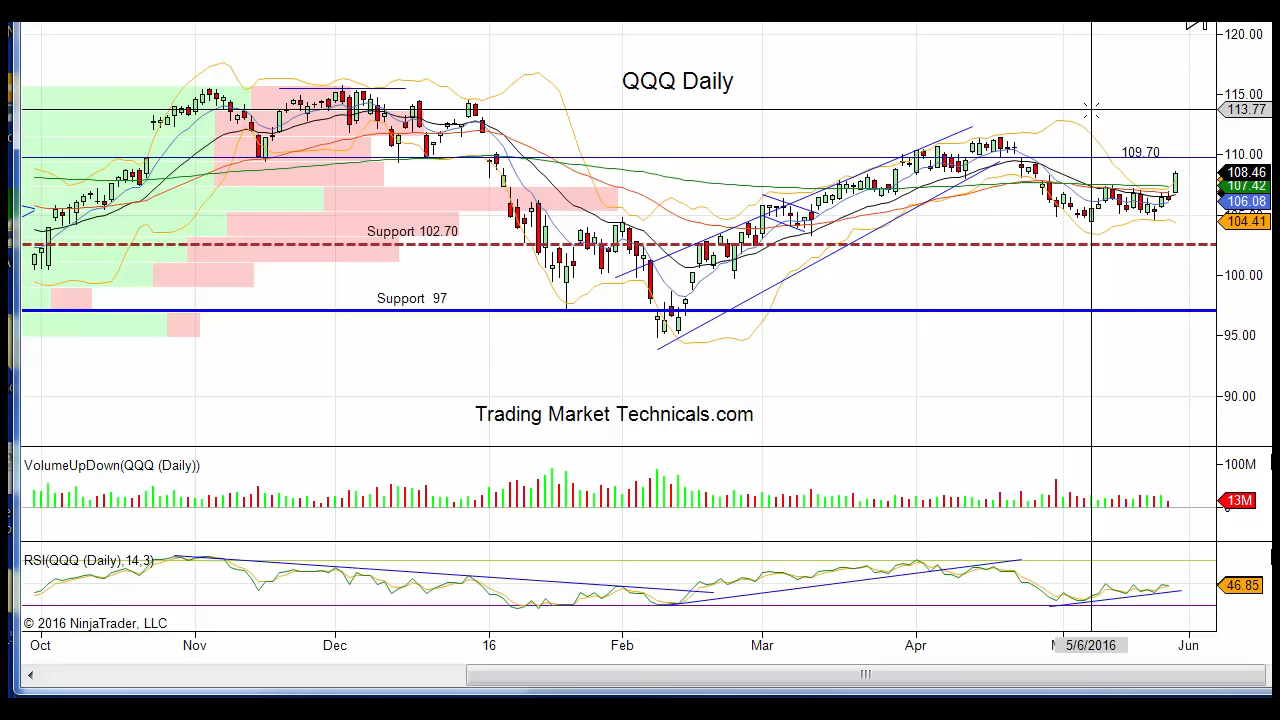 120.00
QQQ Daily
115.00
113.77
109.70
110.00
108.46
107.42
106.08
104.41
Support 102.70
100.00
Support 97
95.00
Trading Market Technicals.com
90.00
VolumeUpDown(QQQ (Daily))
100M
13M
RSI(QQQ (Daily),14,3)
46.85
© 2016 NinjaTrader, LLC
Oct Nov Dec 16 Feb Mar Apr 5/6/2016 Jun